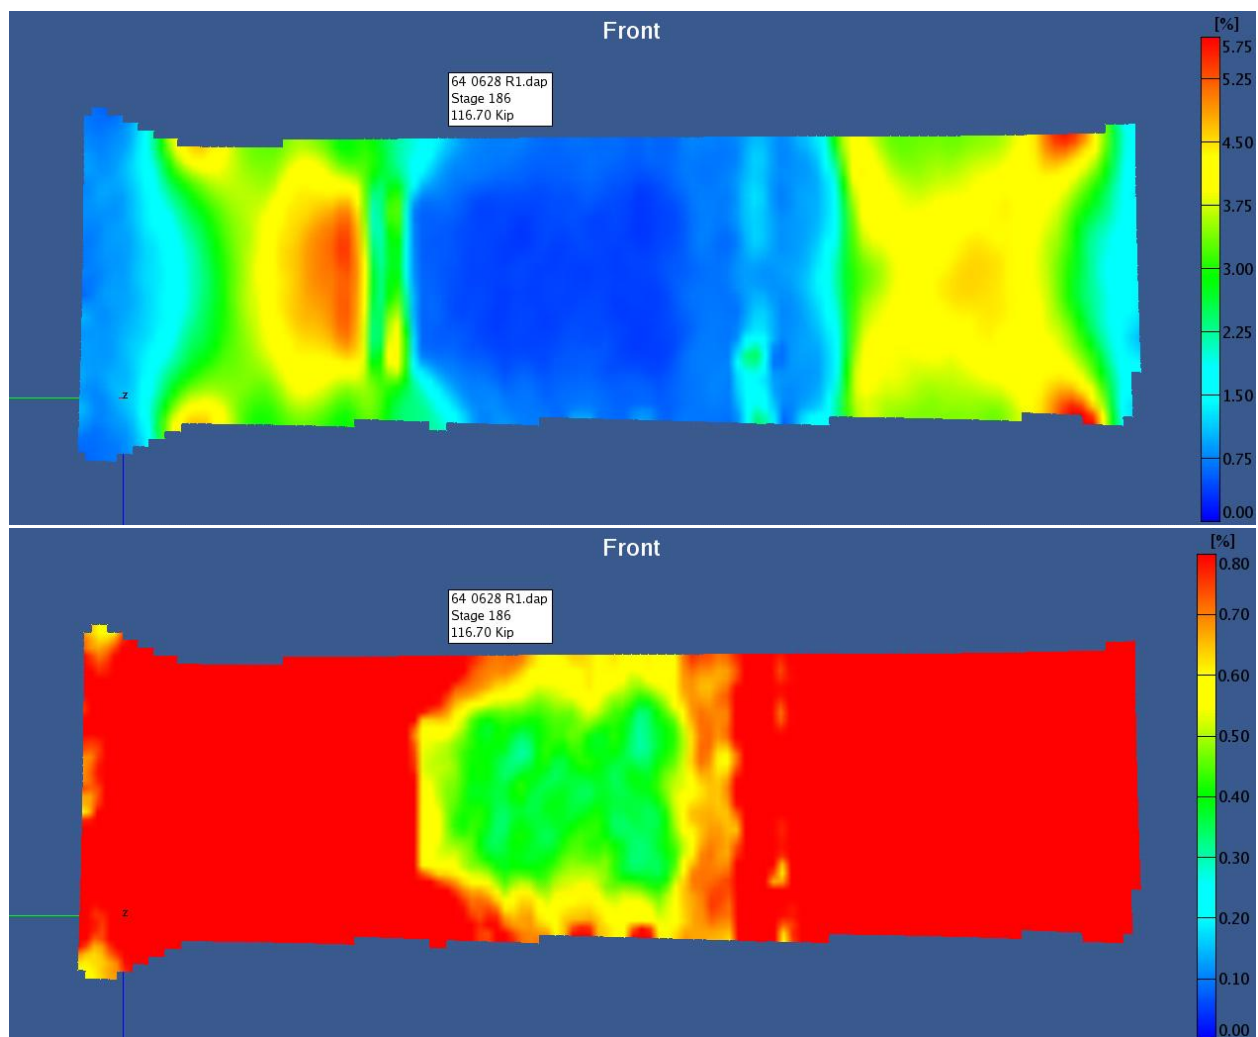 Front
[%]
64 0628 R1.dap
Stage 186
116.70 Kip
5.75
5.25
4.50
3.75
3.00
2.25
1.50
0.75
0.00
z
Front
[%]
64 0628 R1.dap
Stage 186
116.70 Kip
0.80
0.70
0.60
0.50
0.40
0.30
0.20
0.10
0.00
z